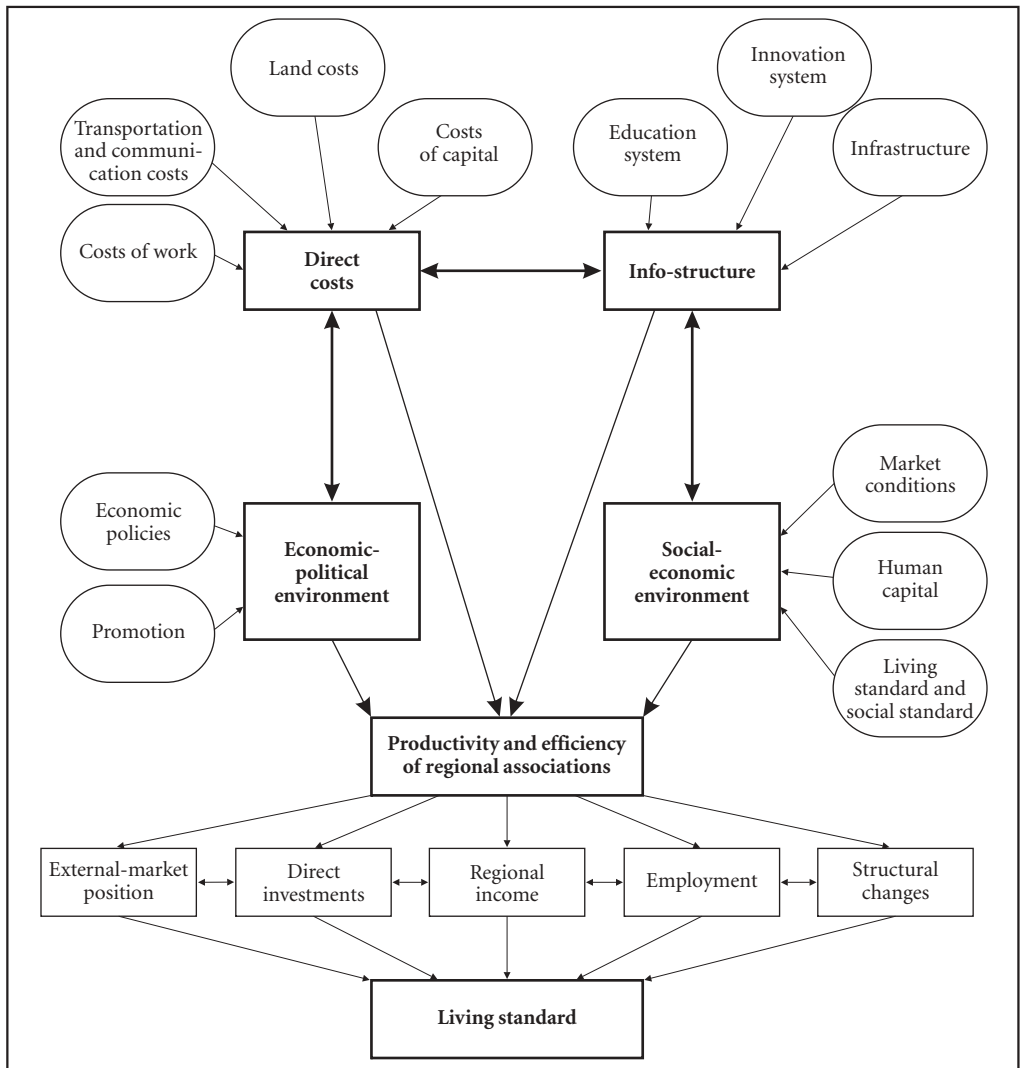 Land costs
Innovation
system
Transportation
and communi-
cation costs
Costs
of capital
Education
system
Infrastructure
Costs of work
Direct
costs
Info-structure
Market
conditions
Economic
policies
Economic-
political
environment
Social-
economic
environment
Human
capital
Promotion
Living
standard and
social standard
Productivity and efficiency
of regional associations
External-market
position
Direct
investments
Regional
income
Employment
Structural
changes
Living standard